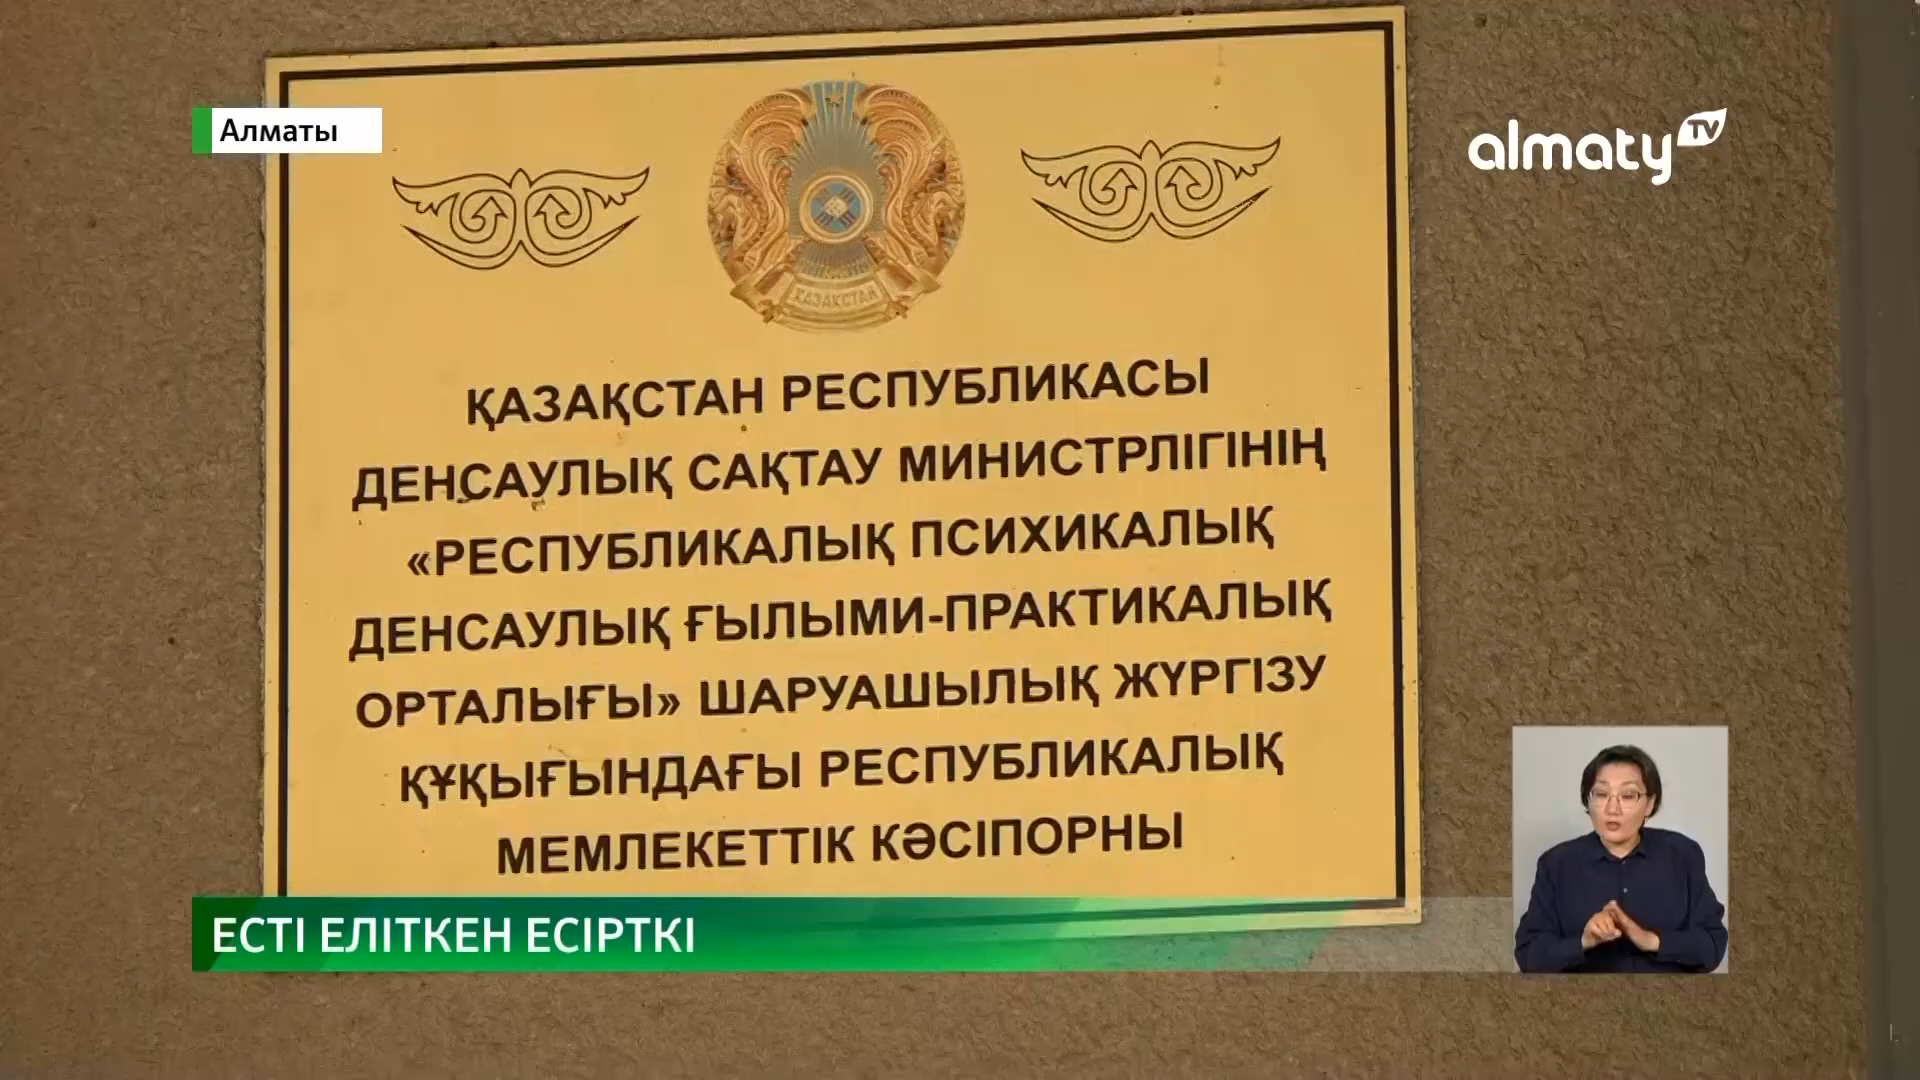 Алматы
almaty TV
ҚАЗАҚСТАН
ҚАЗАҚСТАН РЕСПУБЛИКАСЫ
ДЕНСАУЛЫҚ САҚТАУ МИНИСТРЛІГІНІҢ
«РЕСПУБЛИКАЛЫҚ ПСИХИКАЛЫҚ
ДЕНСАУЛЫҚ ҒЫЛЫМИ-ПРАКТИКАЛЫҚ
ОРТАЛЫҒЫ» ШАРУАШЫЛЫҚ ЖҮРГІЗУ
ҚҰҚЫҒЫНДАҒЫ РЕСПУБЛИКАЛЫҚ
МЕМЛЕКЕТТІК КӘСІПОРНЫ
ЕСТІ ЕЛІТКЕН ЕСІРТКІ